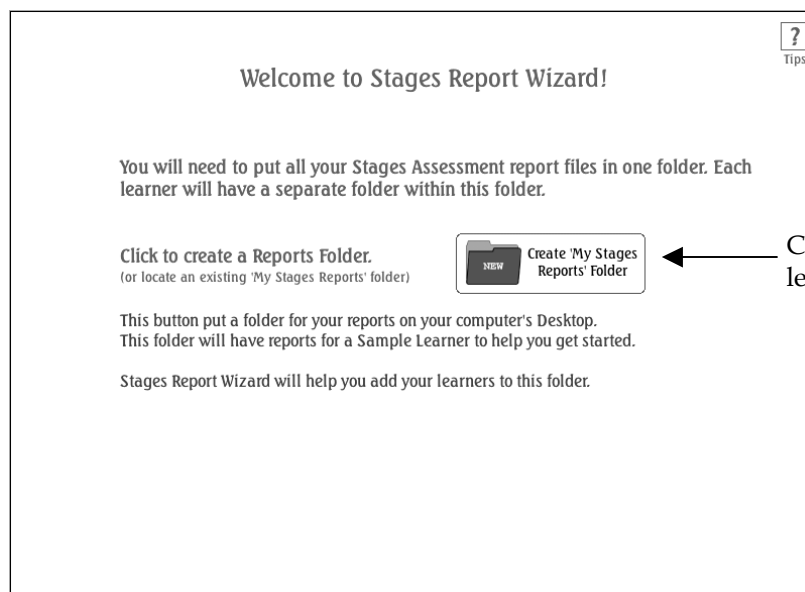 ?
Tips
Welcome to Stages Report Wizard!
You will need to put all your Stages Assessment report files in one folder. Each
learner will have a separate folder within this folder.
Click to create a Reports Folder.
(or locate an existing 'My Stages Reports' folder)
NEW
Create 'My Stages
Reports' Folder
This button put a folder for your reports on your computer's Desktop.
This folder will have reports for a Sample Learner to help you get started.
Stages Report Wizard will help you add your learners to this folder.